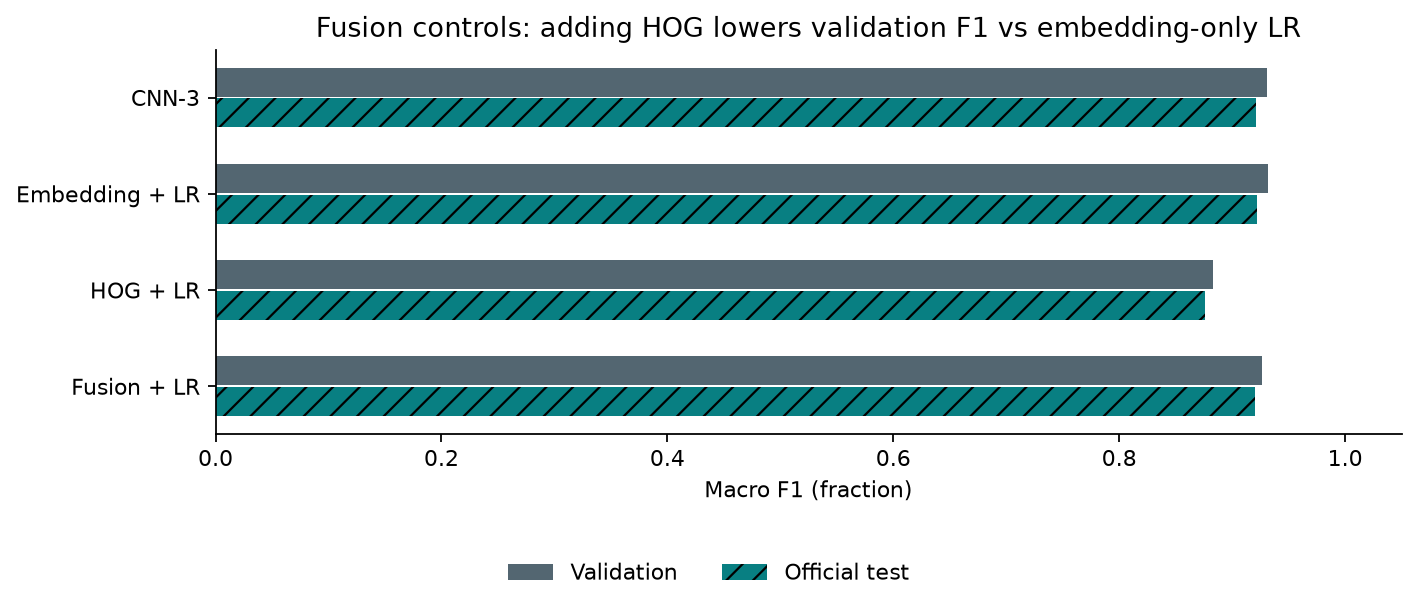 Fusion controls: adding HOG lowers validation F1 vs embedding-only LR
CNN-3
Embedding + LR
HOG + LR
Fusion + LR
0.0 0.2 0.4 0.6 0.8 1.0
Macro F1 (fraction)
Validation Official test